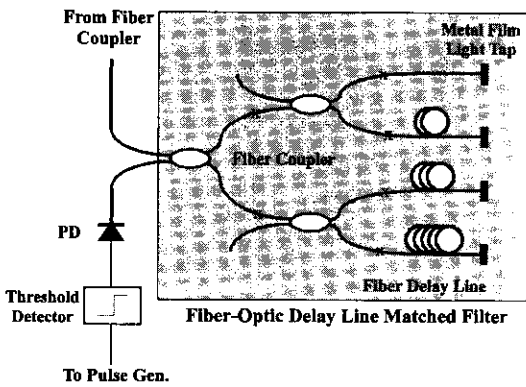 From Fiber
Coupler
Metal Film
Light Tap
Fiber Coupler
PD
Threshold
Detector
Fiber Delay Line
Fiber-Optic Delay Line Matched Filter
To Pulse Gen.